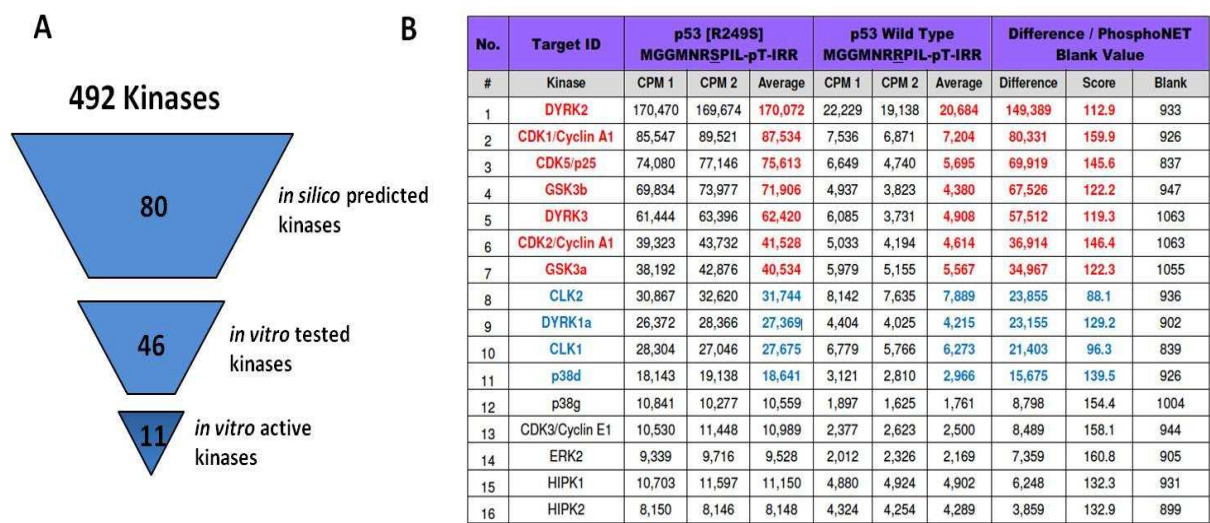 A
492 Kinases
80
in silico predicted
kinases
46
in vitro tested
kinases
11
in vitro active
kinases
B
No. Target ID p53 [R249S] MGGMNRSPIL-pT-IRR p53 Wild Type MGGMNRRPIL-pT-IRR Difference / PhosphoNET Blank Value
# Kinase CPM 1 CPM 2 Average CPM 1 CPM 2 Average Difference Score Blank
1 DYRK2 170,470 169,674 170,072 22,229 19,138 20,684 149,389 112.9 933
2 CDK1/Cyclin A1 85,547 89,521 87,534 7,536 6,871 7,204 80,331 159.9 926
3 CDK5/p25 74,080 77,146 75,613 6,649 4,740 5,695 69,919 145.6 837
4 GSK3b 69,834 73,977 71,906 4,937 3,823 4,380 67,526 122.2 947
5 DYRK3 61,444 63,396 62,420 6,085 3,731 4,908 57,512 119.3 1063
6 CDK2/Cyclin A1 39,323 43,732 41,528 5,033 4,194 4,614 36,914 146.4 1063
7 GSK3a 38,192 42,876 40,534 5,979 5,155 5,567 34,967 122.3 1055
8 CLK2 30,867 32,620 31,744 8,142 7,635 7,889 23,855 88.1 936
9 DYRK1a 26,372 28,366 27,369 4,404 4,025 4,215 23,155 129.2 902
10 CLK1 28,304 27,046 27,675 6,779 5,766 6,273 21,403 96.3 839
11 p38d 18,143 19,138 18,641 3,121 2,810 2,966 15,675 139.5 926
12 p38g 10,841 10,277 10,559 1,897 1,625 1,761 8,798 154.4 1004
13 CDK3/Cyclin E1 10,530 11,448 10,989 2,377 2,623 2,500 8,489 158.1 944
14 ERK2 9,339 9,716 9,528 2,012 2,326 2,169 7,359 160.8 905
15 HIPK1 10,703 11,597 11,150 4,880 4,924 4,902 6,248 132.3 931
16 HIPK2 8,150 8,146 8,148 4,324 4,254 4,289 3,859 132.9 899